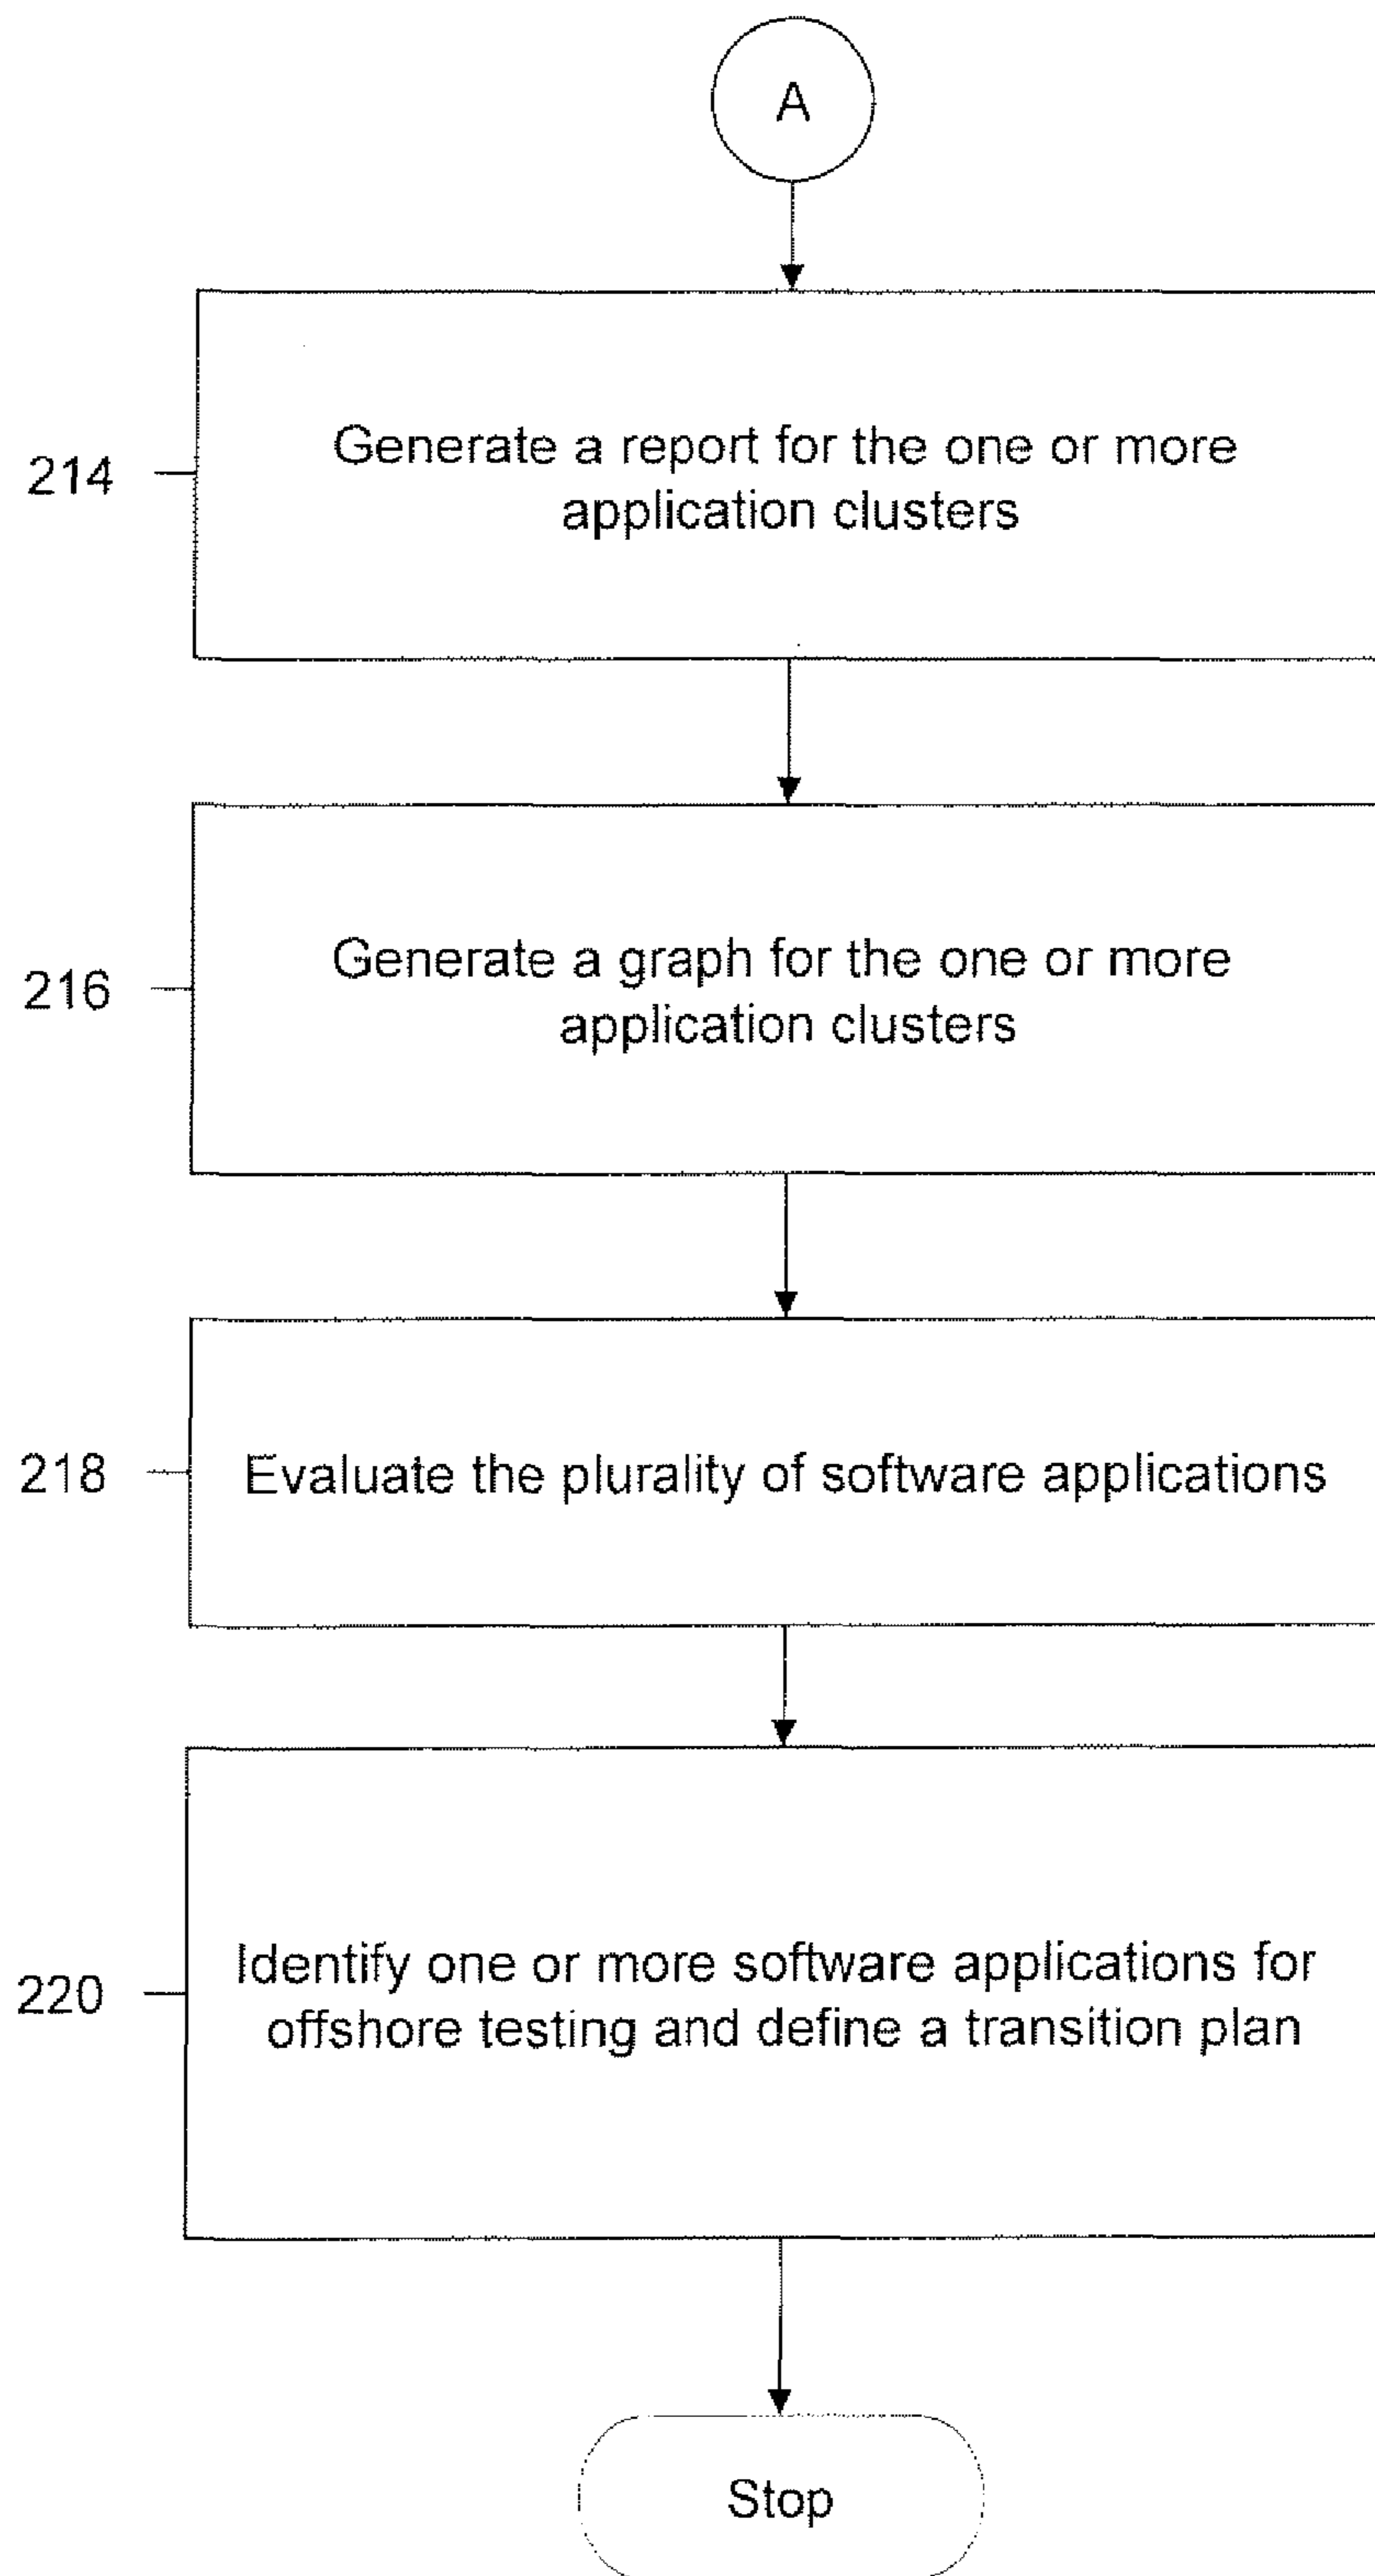 A
214
Generate a report for the one or more
application clusters
216
Generate a graph for the one or more
application clusters
218
Evaluate the plurality of software applications
220
Identify one or more software applications for
offshore testing and define a transition plan
Stop